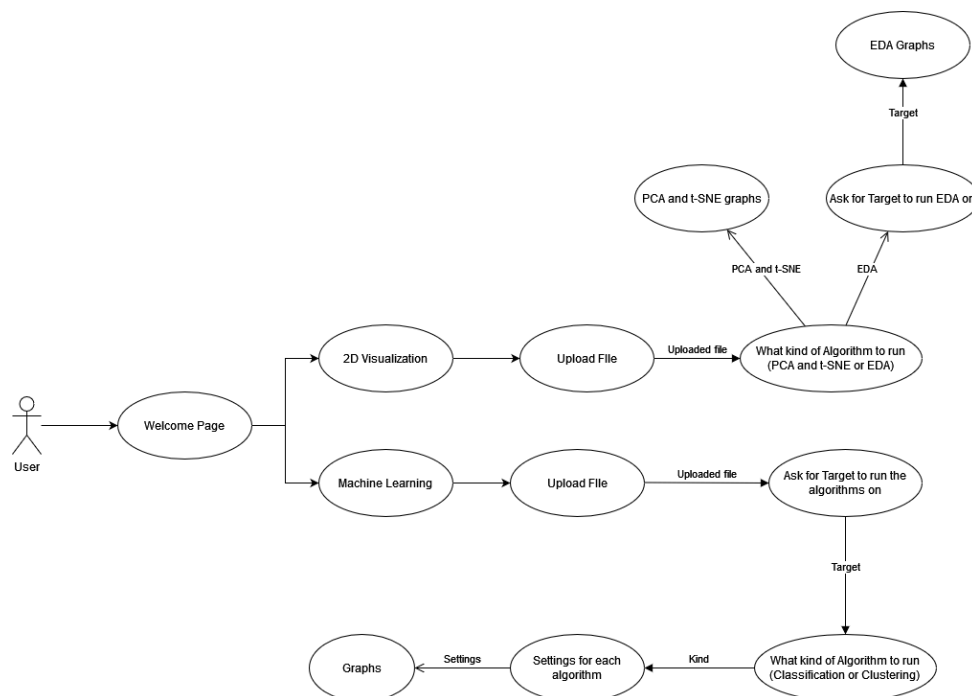 EDA Graphs
Target
PCA and t-SNE graphs
Ask for Target to run EDA on
PCA and t-SNE
EDA
2D Visualization
Upload FIle
Uploaded file
What kind of Algorithm to run
(PCA and t-SNE or EDA)
Welcome Page
User
Machine Learning
Upload FIle
Uploaded file
Ask for Target to run the
algorithms on
Target
Graphs
Settings
Settings for each
algorithm
Kind
What kind of Algorithm to run
(Classification or Clustering)